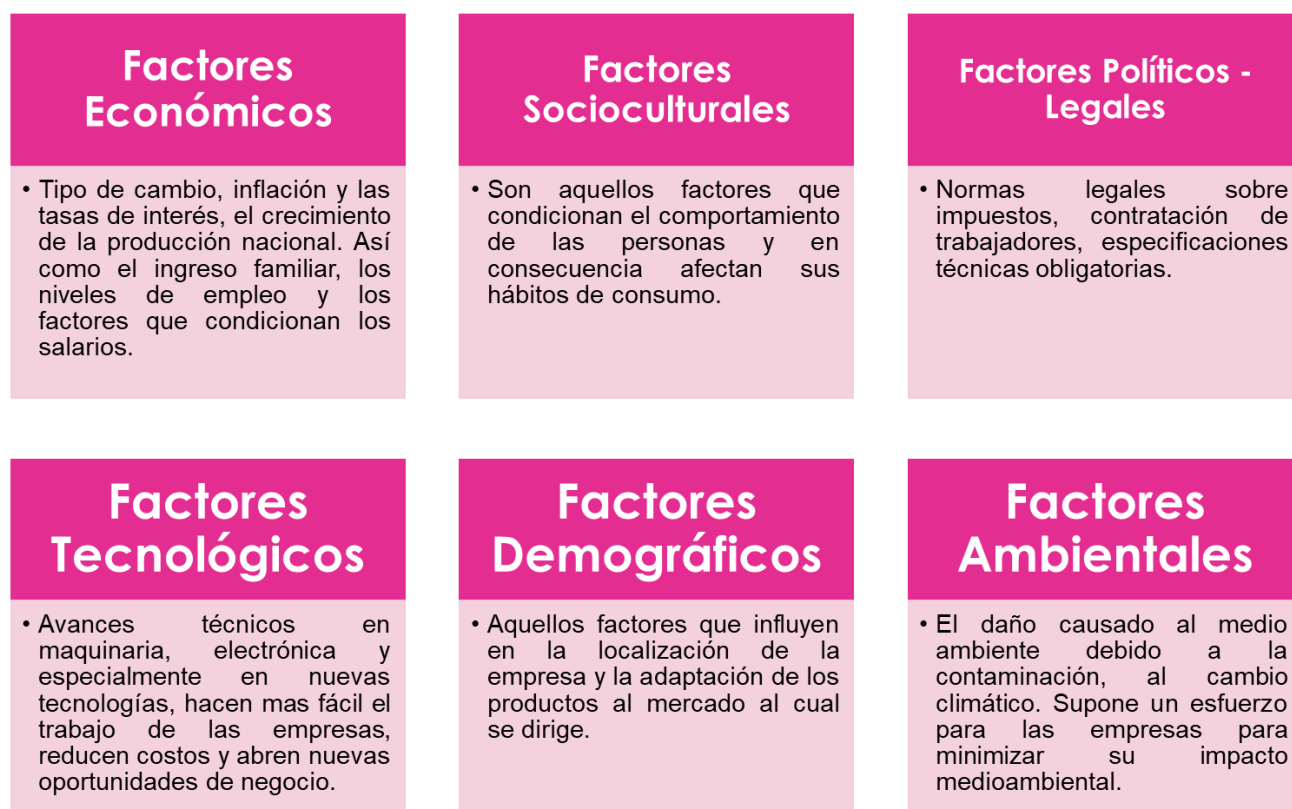 Factores
Económicos
• Tipo de cambio, inflación y las
tasas de interés, el crecimiento
de la producción nacional. Así
como el ingreso familiar, los
niveles de empleo y los
factores que condicionan los
salarios.
Factores
Socioculturales
• Son aquellos factores que
condicionan el comportamiento
de las personas y en
consecuencia afectan sus
hábitos de consumo.
Factores Políticos -
Legales
• Normas legales sobre
impuestos, contratación de
trabajadores, especificaciones
técnicas obligatorias.
Factores
Tecnológicos
• Avances técnicos en
maquinaria, electrónica y
especialmente en nuevas
tecnologías, hacen mas fácil el
trabajo de las empresas,
reducen costos y abren nuevas
oportunidades de negocio.
Factores
Demográficos
• Aquellos factores que influyen
en la localización de la
empresa y la adaptación de los
productos al mercado al cual
se dirige.
Factores
Ambientales
• El daño causado al medio
ambiente debido a la
contaminación, al cambio
climático. Supone un esfuerzo
para las empresas para
minimizar su impacto
medioambiental.